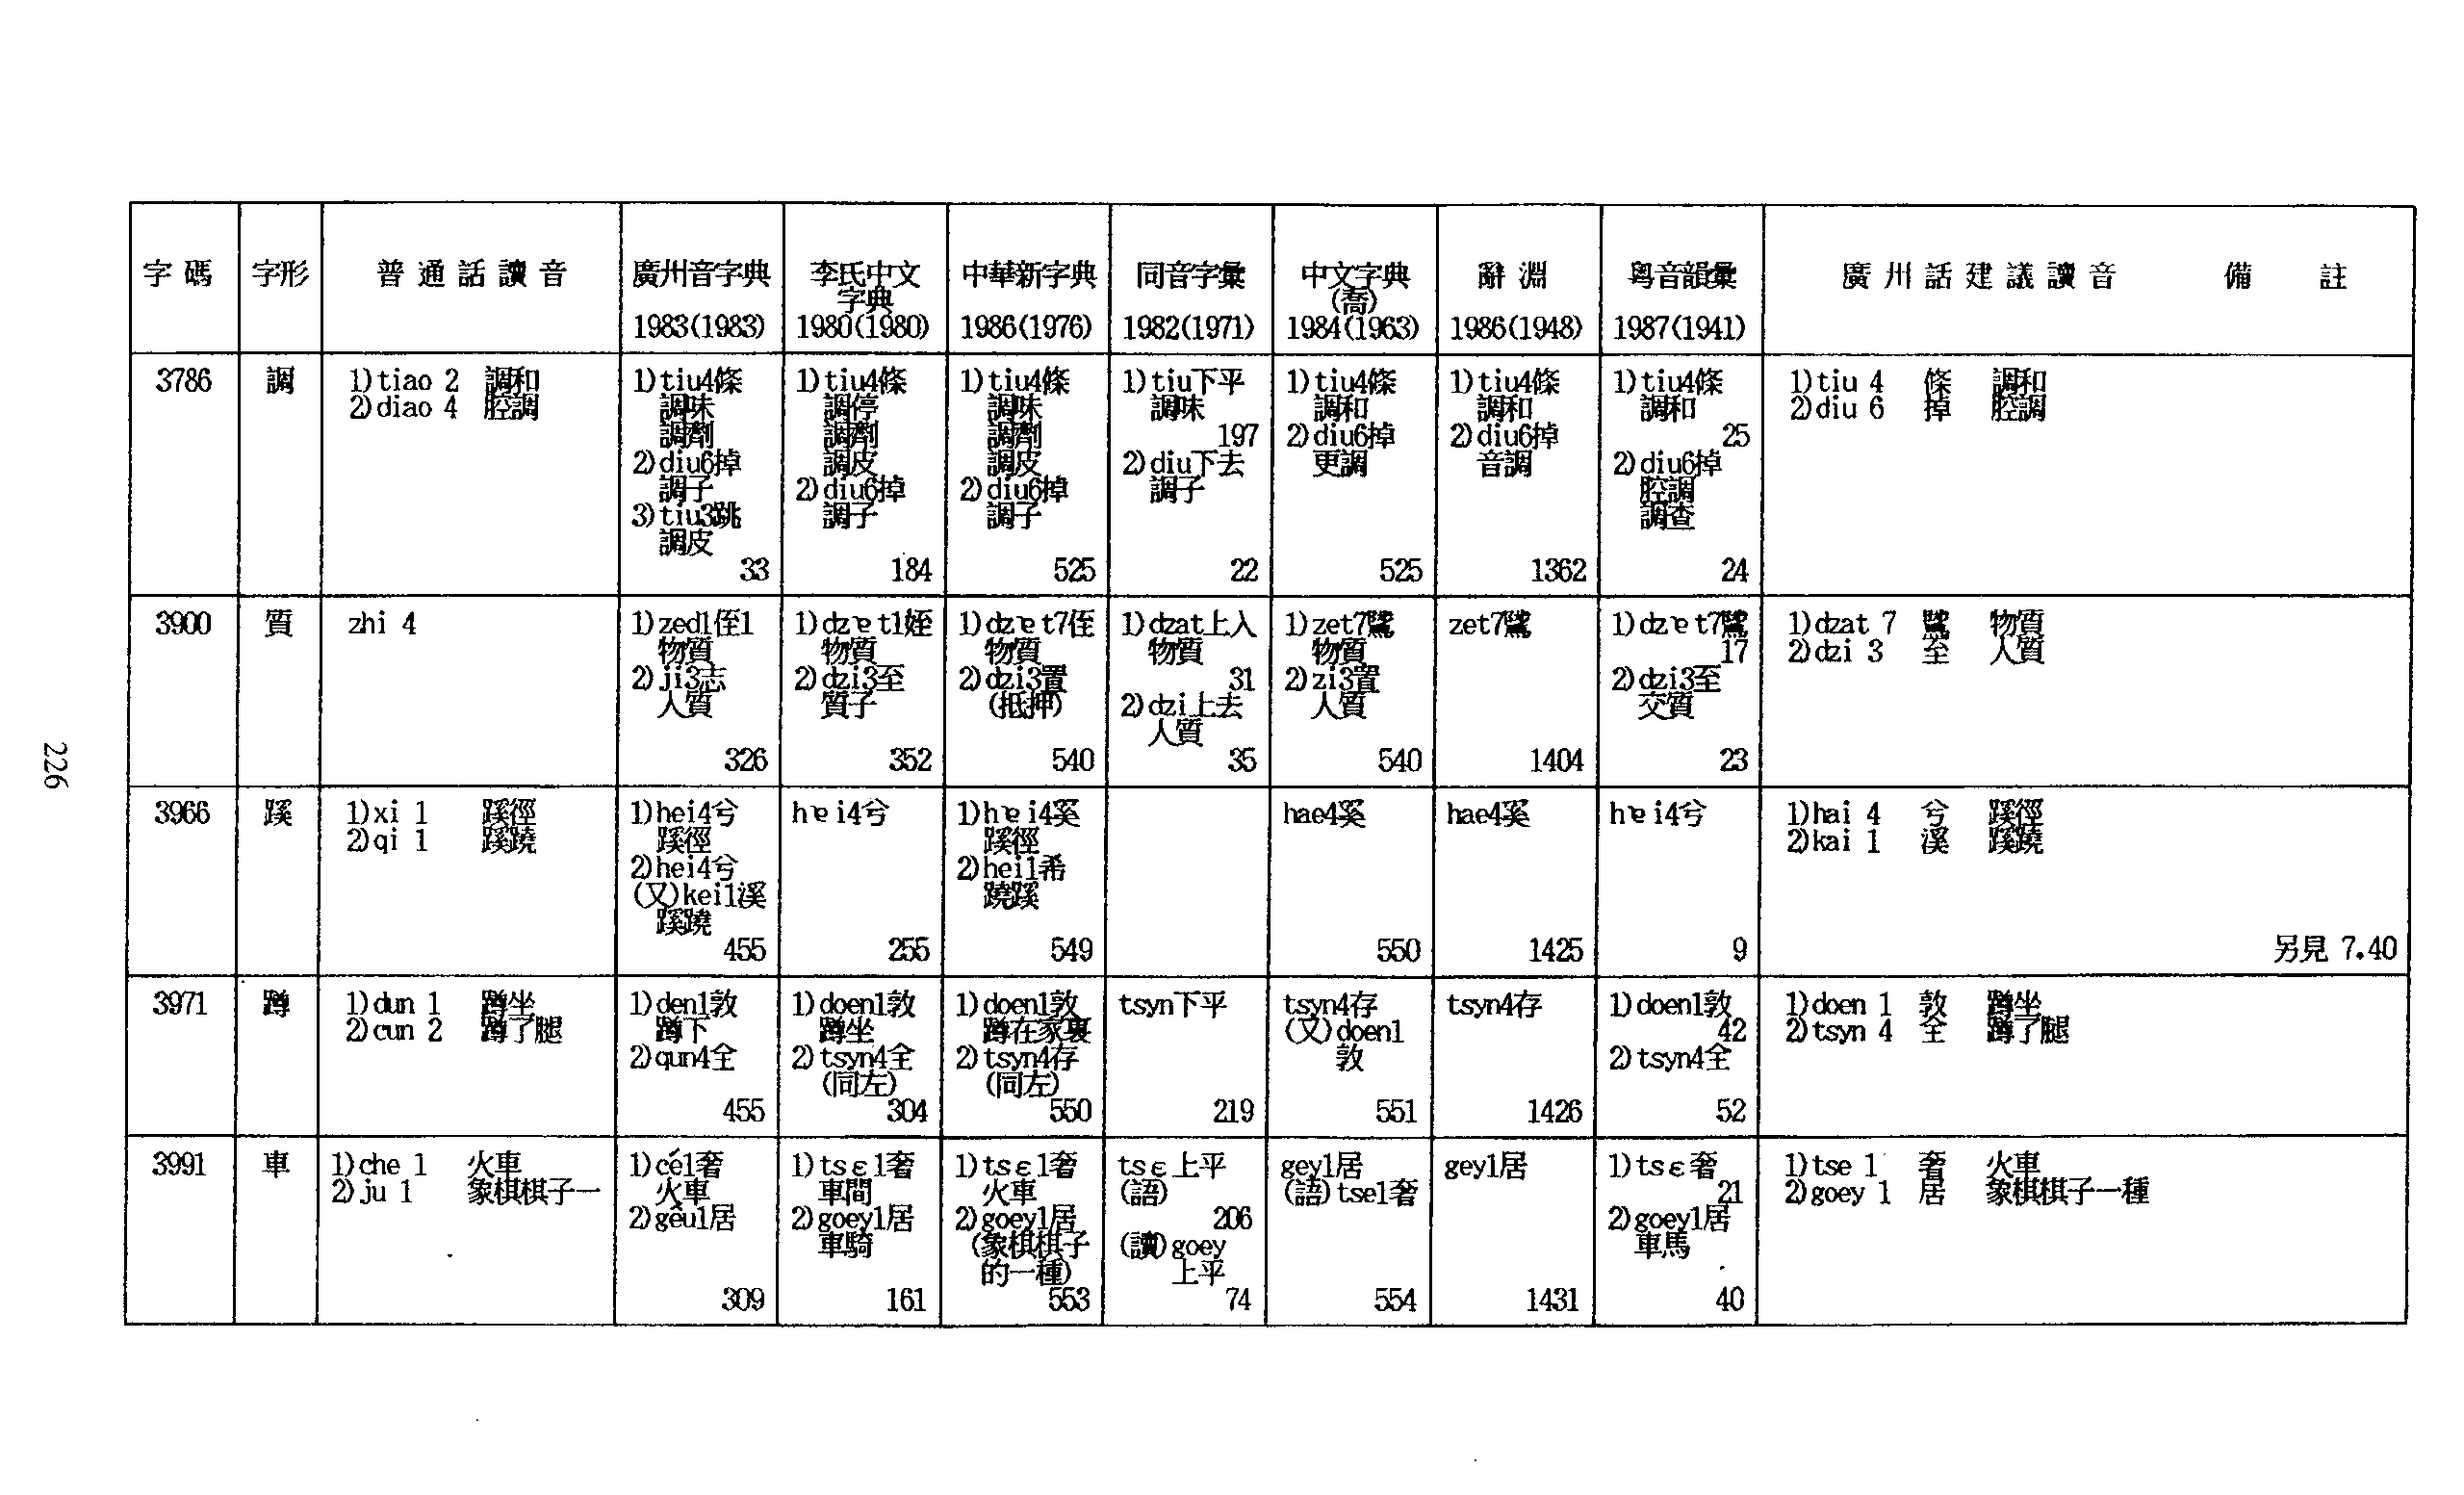 字碼 字形 普通話讀音 廣州音字典 李氏中文 中華新字典 同音字彙 中文字典 辭淵 粵音韻彙 廣州話建議讀音 備註
字典 (喬)
1983(1983) 1980(1980) 1986(1976) 1982(1971) 1984(1963) 1986(1948) 1987(1941)
3786 調 1)tiao 2 調和 1)tiu4條 1)tiu4條 1)tiu4條 1)tiu下平 1)tiu4條 1)tiu4條 1)tiu4條 1)tiu 4 條 調和
2)diao 4 腔調 調味 調停 調味 調味 調和 調和 調和 2)diu 6 掉 腔調
調劑 調劑 調劑 197 2)diu6掉 2)diu6掉 25
2)diu6掉 調皮 調皮 2)diu下去 更調 音調 2)diu6掉
調子 2)diu6掉 2)diu6掉 調子 腔調
3)tiu3跳 調子 調子 調查
調皮
33 184 525 22 525 1362 24
3900 質 zhi 4 1)zed1侄1 1)dzɐt1姪 1)dzɐt7侄 1)dzat上入 1)zet7騭 zet7騭 1)dzɐt7騭 1)dzat 7 騭 物質
物質 物質 物質 物質 物質 17 2)dzi 3 至 人質
2)ji3志 2)dzi3至 2)dzi3置 31 2)zi3置 2)dzi3至
人質 質子 (抵押) 2)dzi上去 人質 交質
人質
326 352 540 35 540 1404 23
3966 蹊 1)xi 1 蹊徑 1)hei4兮 hɐi4兮 1)hɐi4奚 hae4奚 hae4奚 hɐi4兮 1)hai 4 兮 蹊徑
2)qi 1 蹊蹺 蹊徑 蹊徑 2)kai 1 溪 蹊蹺
2)hei4兮 2)hei1希
(又)kei1溪 蹺蹊
蹊蹺
455 255 549 550 1425 9 另見 7.40
3971 蹲 1)dun 1 蹲坐 1)den1敦 1)doen1敦 1)doen1敦 tsyn下平 tsyn4存 tsyn4存 1)doen1敦 1)doen 1 敦 蹲坐
2)cun 2 蹲了腿 蹲下 蹲坐 蹲在家裏 (又)doen1 42 2)tsyn 4 全 蹲了腿
2)qun4全 2)tsyn4全 2)tsyn4存 敦 2)tsyn4全
(同左) (同左)
455 304 550 219 551 1426 52
3991 車 1)che 1 火車 1)cé1奢 1)tsɛ1奢 1)tsɛ1奢 tsɛ上平 gey1居 gey1居 1)tsɛ奢 1)tse 1 奢 火車
2)ju 1 象棋棋子一 火車 車間 火車 (語) (語)tse1奢 21 2)goey 1 居 象棋棋子一種
2)gêu1居 2)goey1居 2)goey1居 206 2)goey1居
車騎 (象棋棋子 (讀)goey 車馬
的一種) 上平
309 161 553 74 554 1431 40
226